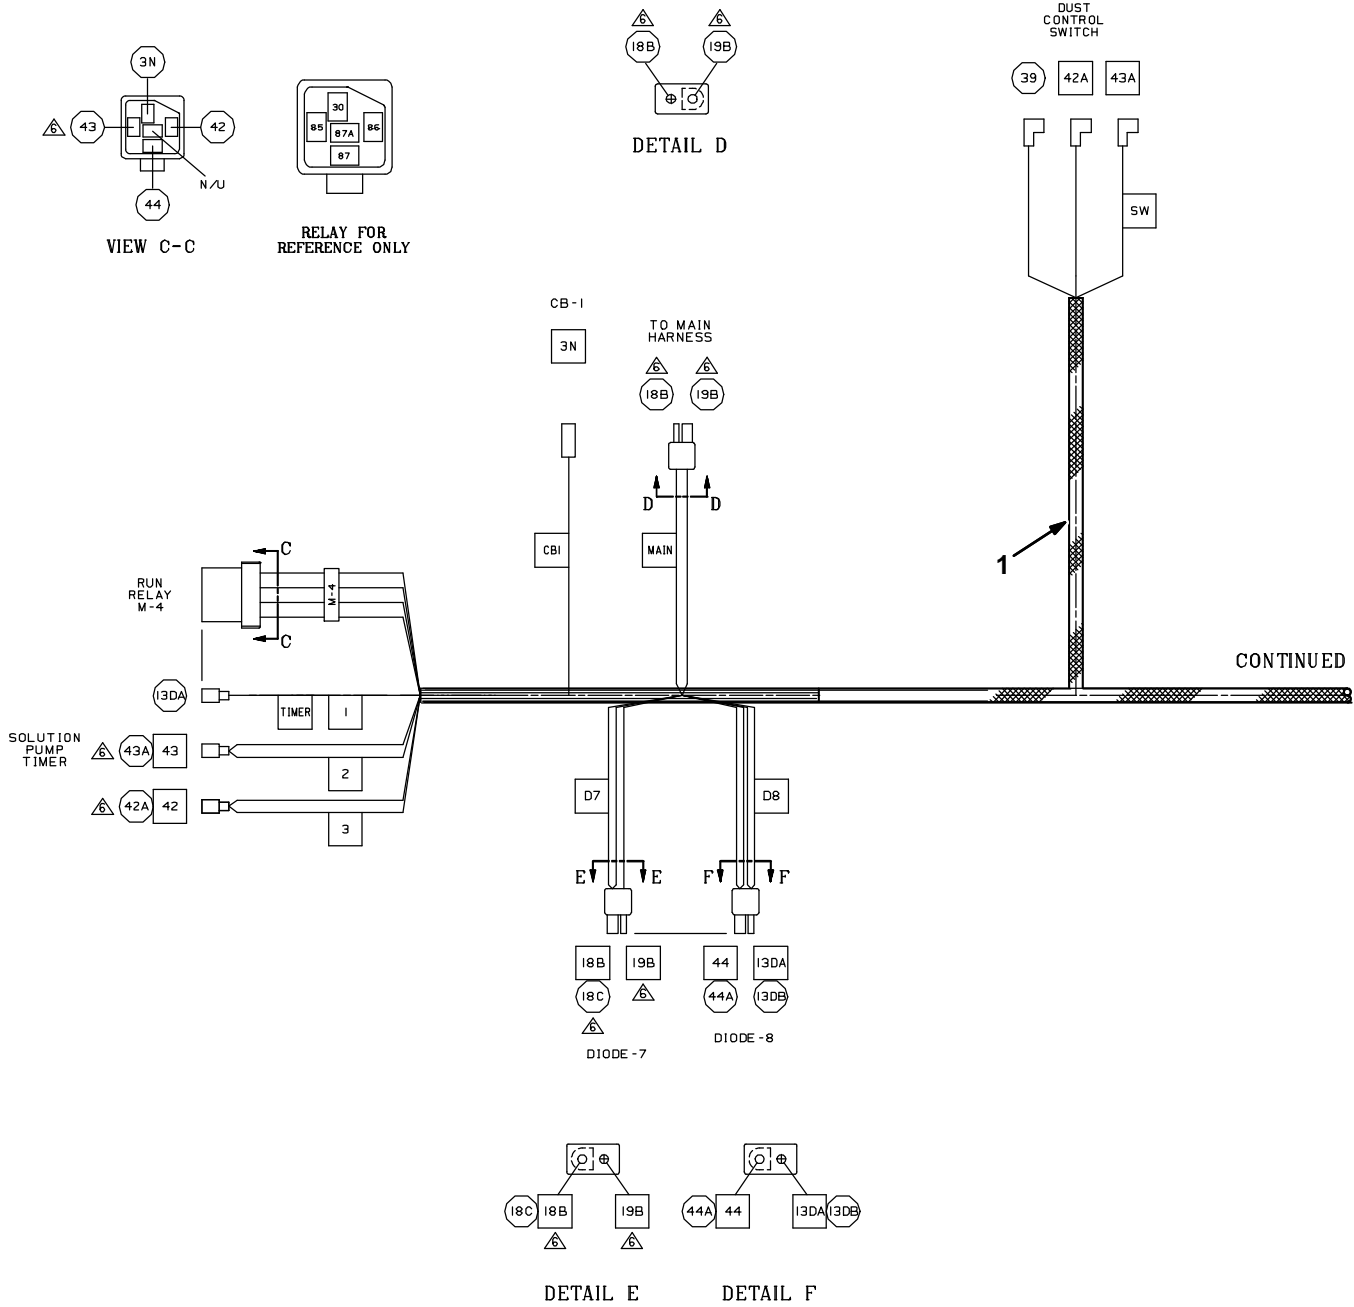 DUST
CONTROL
SWITCH
6
6
18B
19B
39
42A
43A
3N
6
43
42
44
N/U
VIEW C-C
30
85
87A
86
87
RELAY FOR
REFERENCE ONLY
DETAIL D
SW
CB-1
3N
TO MAIN
HARNESS
6
6
18B
19B
D
D
CB1
MAIN
1
RUN
RELAY
M-4
C
C
M-4
CONTINUED
13DA
TIMER
1
SOLUTION
PUMP
TIMER
6
43A
43
2
6
42A
42
3
D7
D8
E
E
F
F
18B
19B
44
13DA
18C
6
44A
13DB
6
DIODE-7
DIODE-8
18C
18B
19B
44A
44
13DA
13DB
6
6
DETAIL E
DETAIL F